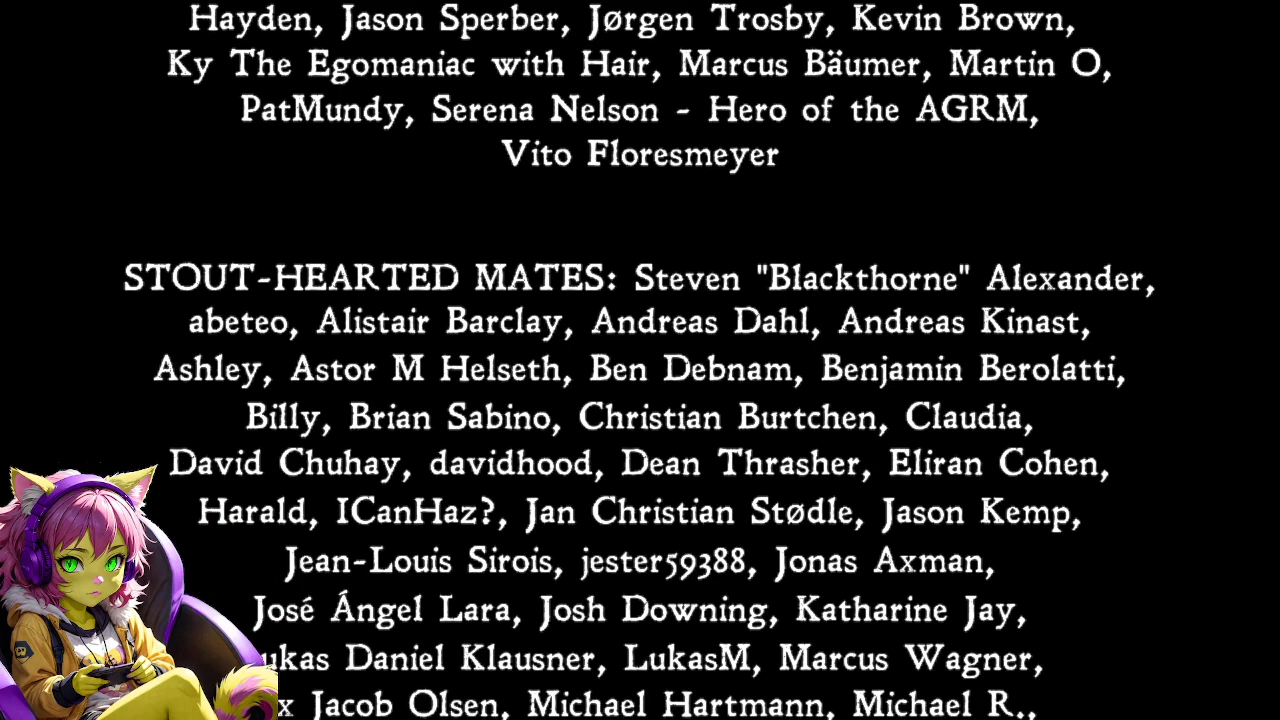 Hayden, Jason Sperber, Jørgen Trosby, Kevin Brown,
Ky The Egomaniac with Hair, Marcus Bäumer, Martin O,
PatMundy, Serena Nelson - Hero of the AGRM,
Vito Floresmeyer
STOUT-HEARTED MATES: Steven "Blackthorne" Alexander,
abeteo, Alistair Barclay, Andreas Dahl, Andreas Kinast,
Ashley, Astor M Helseth, Ben Debnam, Benjamin Berolatti,
Billy, Brian Sabino, Christian Burtchen, Claudia,
David Chuhay, davidhood, Dean Thrasher, Eliran Cohen,
Harald, ICanHaz?, Jan Christian Stødle, Jason Kemp,
Jean-Louis Sirois, jester59388, Jonas Axman,
José Ángel Lara, Josh Downing, Katharine Jay,
Daniel Klausner, LukasM, Marcus Wagner,
Jacob Olsen, Michael Hartmann, Michael R.,